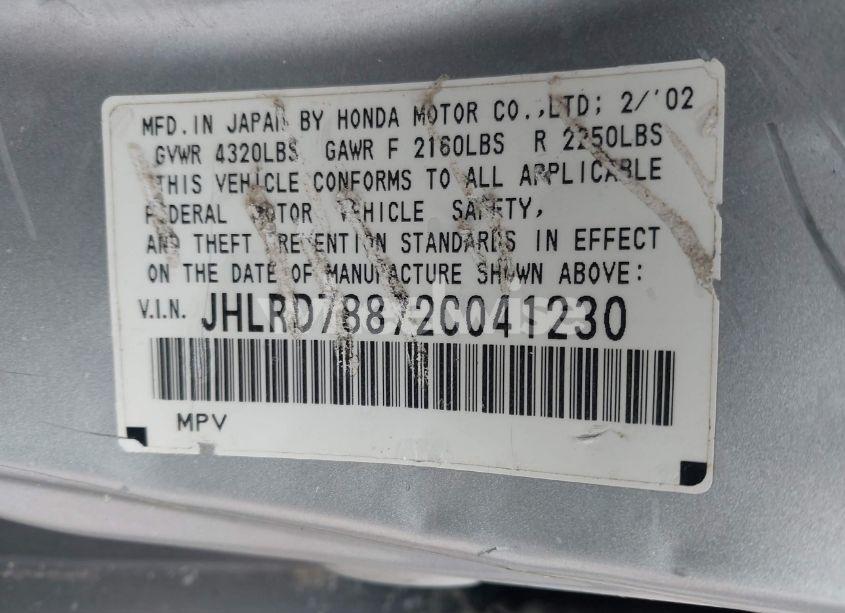 MFD. IN JAPAN BY HONDA MOTOR CO.,LTD; 2/'02
GVWR 4320LBS GAWR F 2160LBS R 2250LBS
THIS VEHICLE CONFORMS TO ALL APPLICABLE
FEDERAL MOTOR VEHICLE SAFETY,
AND THEFT PREVENTION STANDARDS IN EFFECT
ON THE DATE OF MANUFACTURE SHOWN ABOVE:
V.I.N. JHLRD78872C041230
MPV